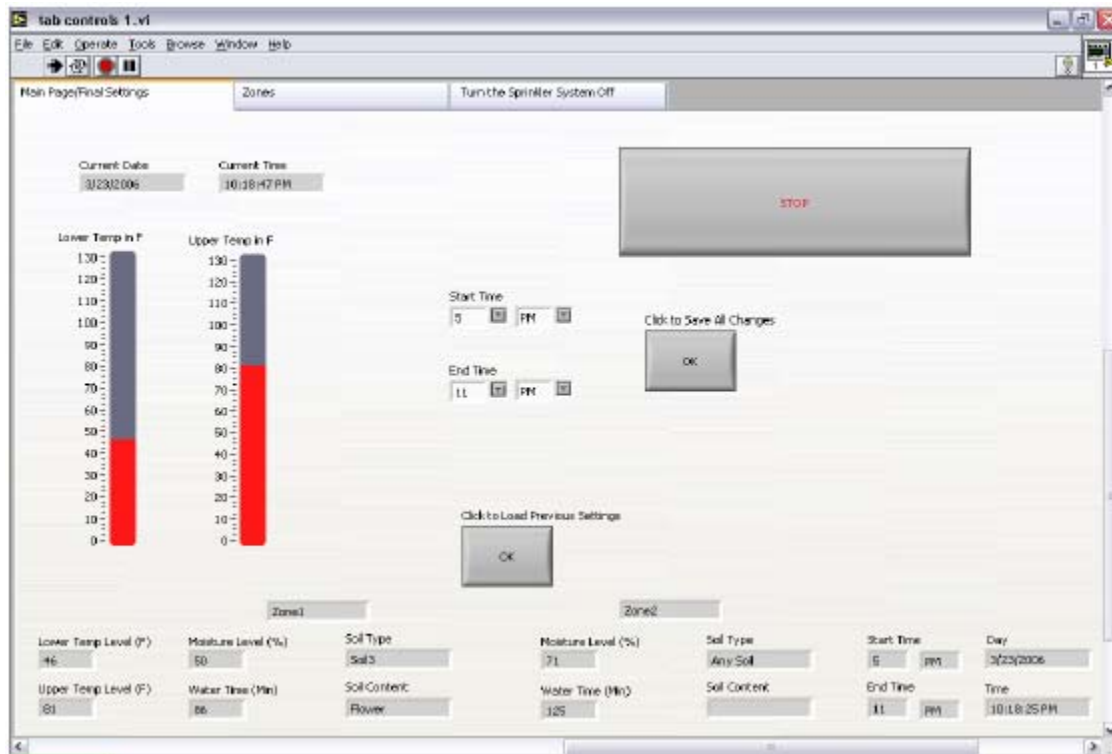 tab controls 1.vi
File Edit Operate Tools Browse Window Help
Main Page/Final Settings Zones Turn the Sprinkler System Off
Current Date Current Time
3/23/2006 10:18:47 PM
STOP
Lower Temp in F Upper Temp in F
130 130
120 120
110 110
100 100
90 90
80 80
70 70
60 60
50 50
40 40
30 30
20 20
10 10
0 0
Start Time
5 PM
Click to Save All Changes
OK
End Time
11 PM
Click to Load Previous Settings
OK
Zone1 Zone2
Lower Temp Level (F) Moisture Level (%) Soil Type Moisture Level (%) Soil Type Start Time Day
46 50 Soil3 71 Any Soil 5 PM 3/23/2006
Upper Temp Level (F) Water Time (Min) Soil Content Water Time (Min) Soil Content End Time Time
81 86 Flower 125 11 PM 10:18:25 PM